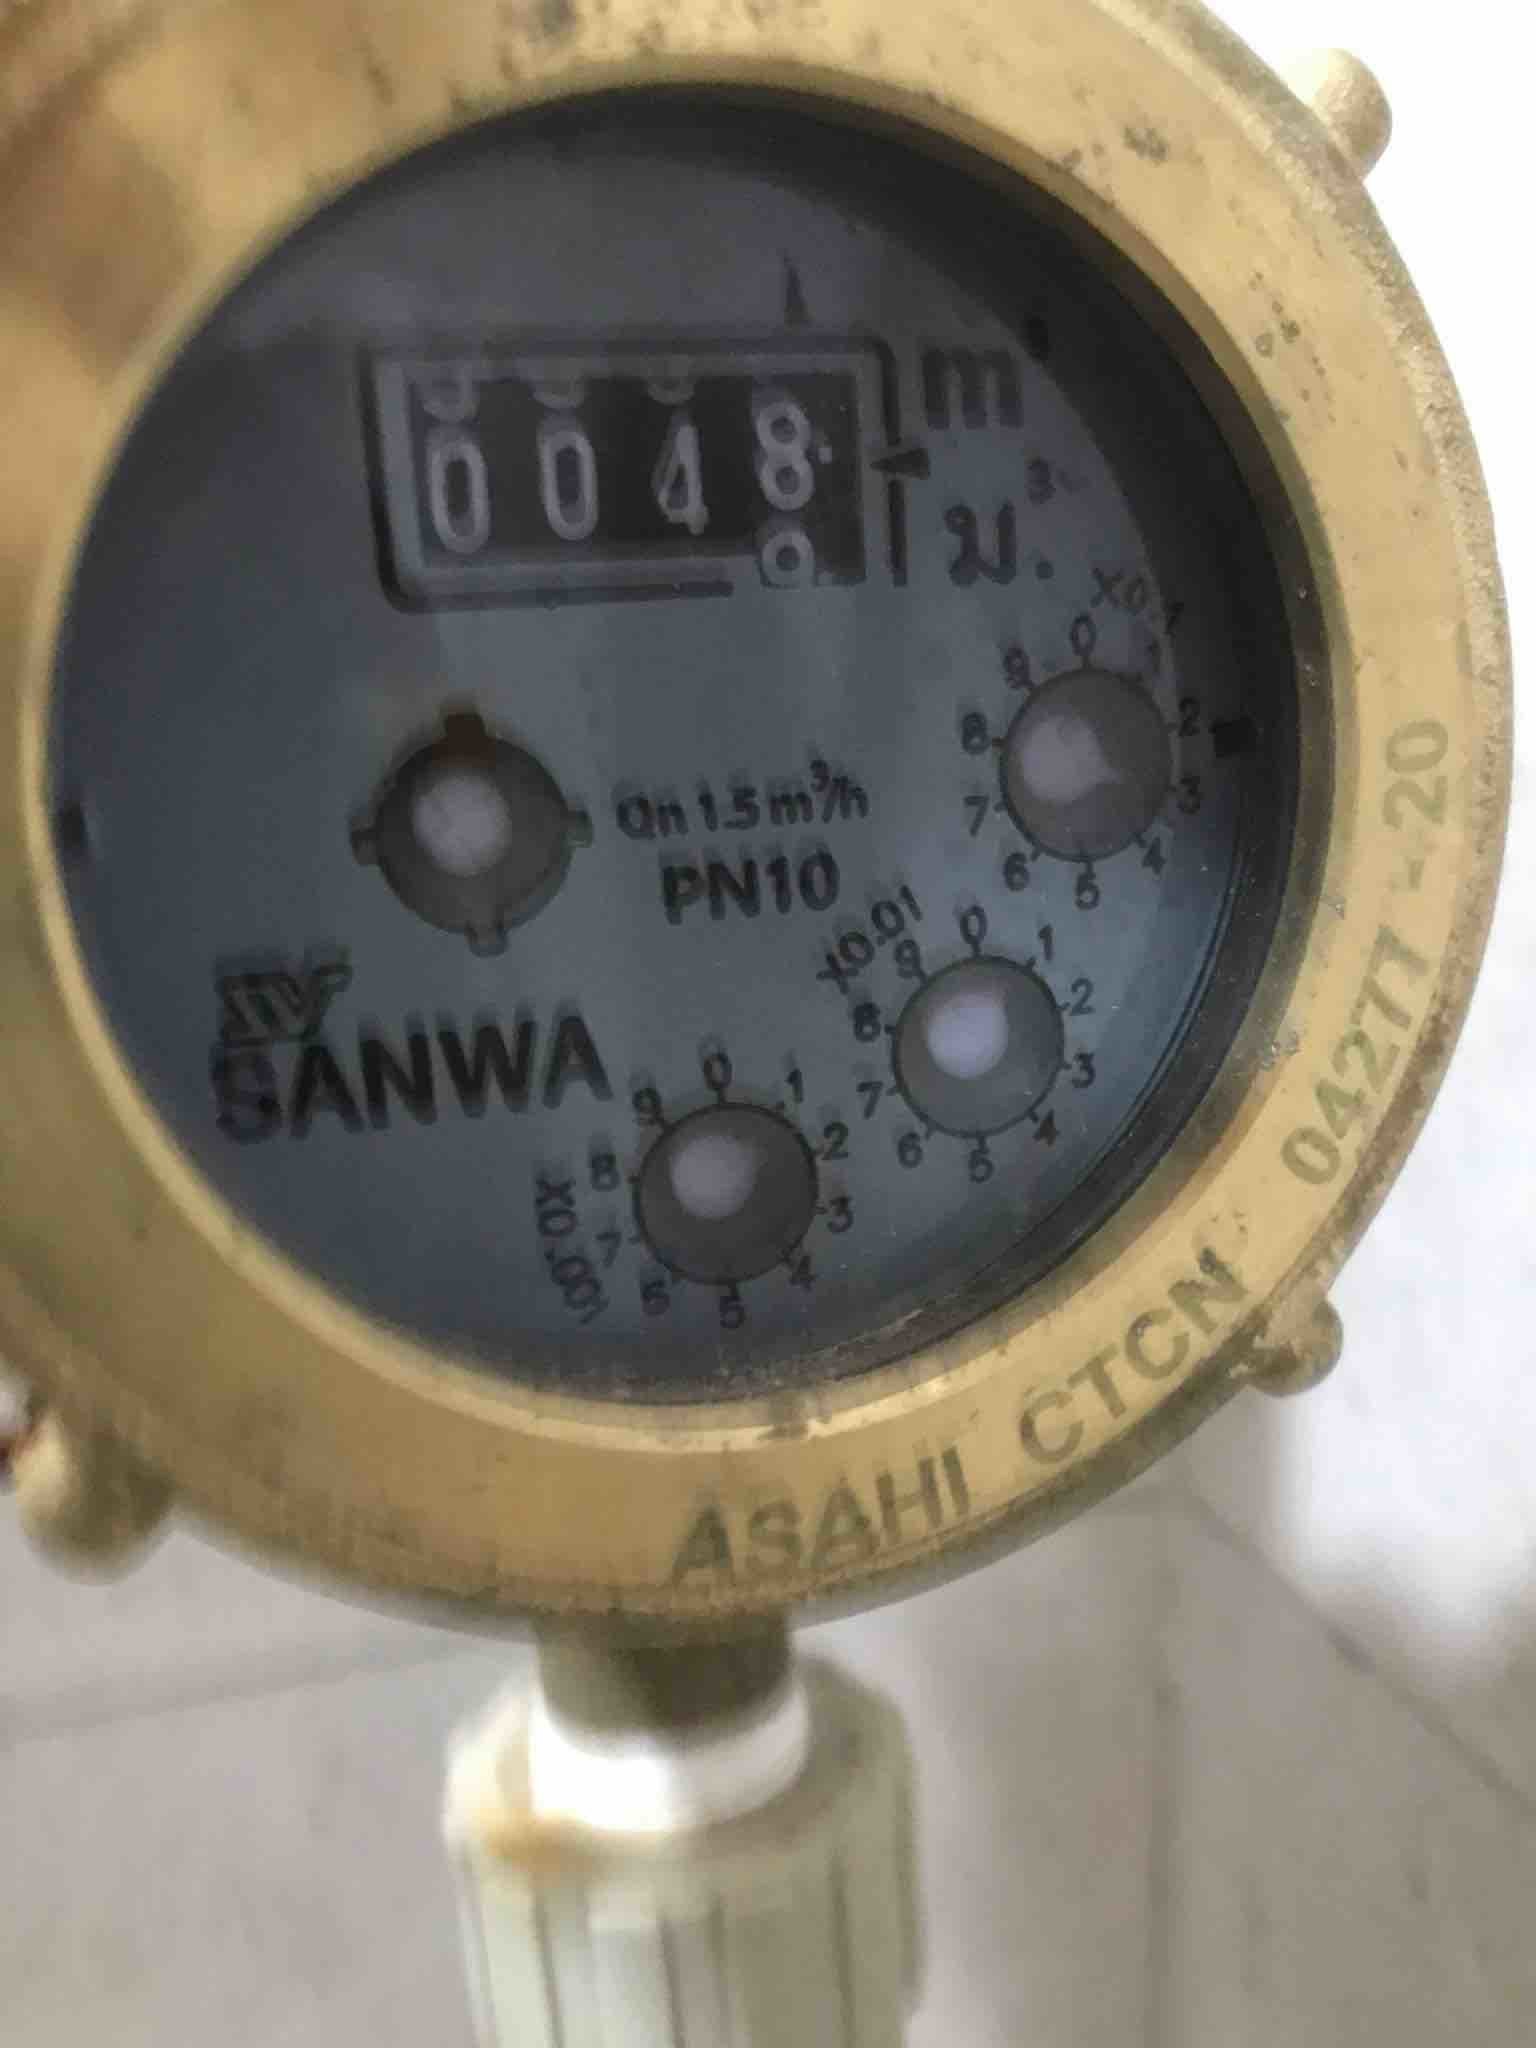 0048
m³
ม.³
X0.1
0 1 2 3 4 5 6 7 8 9
Qn 1.5 m³/h
PN10
X0.01
0 1 2 3 4 5 6 7 8 9
SANWA
X0.001
0 1 2 3 4 5 6 7 8 9
ASAHI CTCN 04277-20